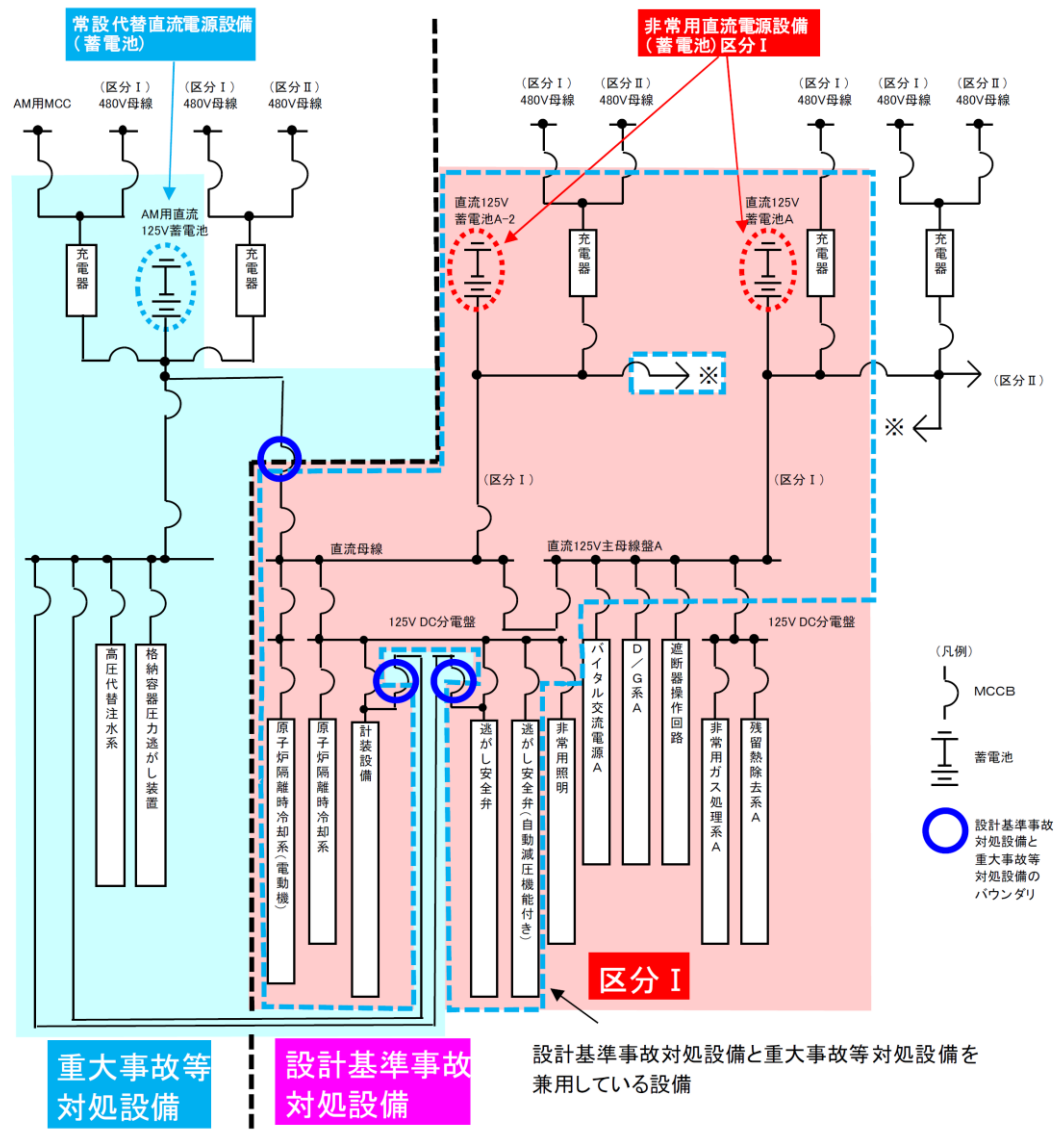 常設代替直流電源設備
(蓄電池)
非常用直流電源設備
(蓄電池)区分Ⅰ
AM用MCC
(区分Ⅰ)
480V母線
(区分Ⅰ)
480V母線
(区分Ⅱ)
480V母線
(区分Ⅰ)
480V母線
(区分Ⅱ)
480V母線
(区分Ⅰ)
480V母線
(区分Ⅰ)
480V母線
(区分Ⅱ)
480V母線
AM用直流
125V蓄電池
直流125V
蓄電池A-2
直流125V
蓄電池A
充電器
充電器
充電器
充電器
充電器
※
(区分Ⅱ)
※
(区分Ⅰ)
(区分Ⅰ)
直流母線
直流125V主母線盤A
125V DC分電盤
125V DC分電盤
高圧代替注水系
格納容器圧力逃がし装置
原子炉隔離時冷却系(電動機)
原子炉隔離時冷却系
計装設備
逃がし安全弁
逃がし安全弁(自動減圧機能付き)
非常用照明
バイタル交流電源A
D/G系A
遮断器操作回路
非常用ガス処理系A
残留熱除去系A
(凡例)
MCCB
蓄電池
設計基準事故
対処設備と
重大事故等
対処設備の
バウンダリ
区分Ⅰ
重大事故等
対処設備
設計基準事故
対処設備
設計基準事故対処設備と重大事故等対処設備を
兼用している設備